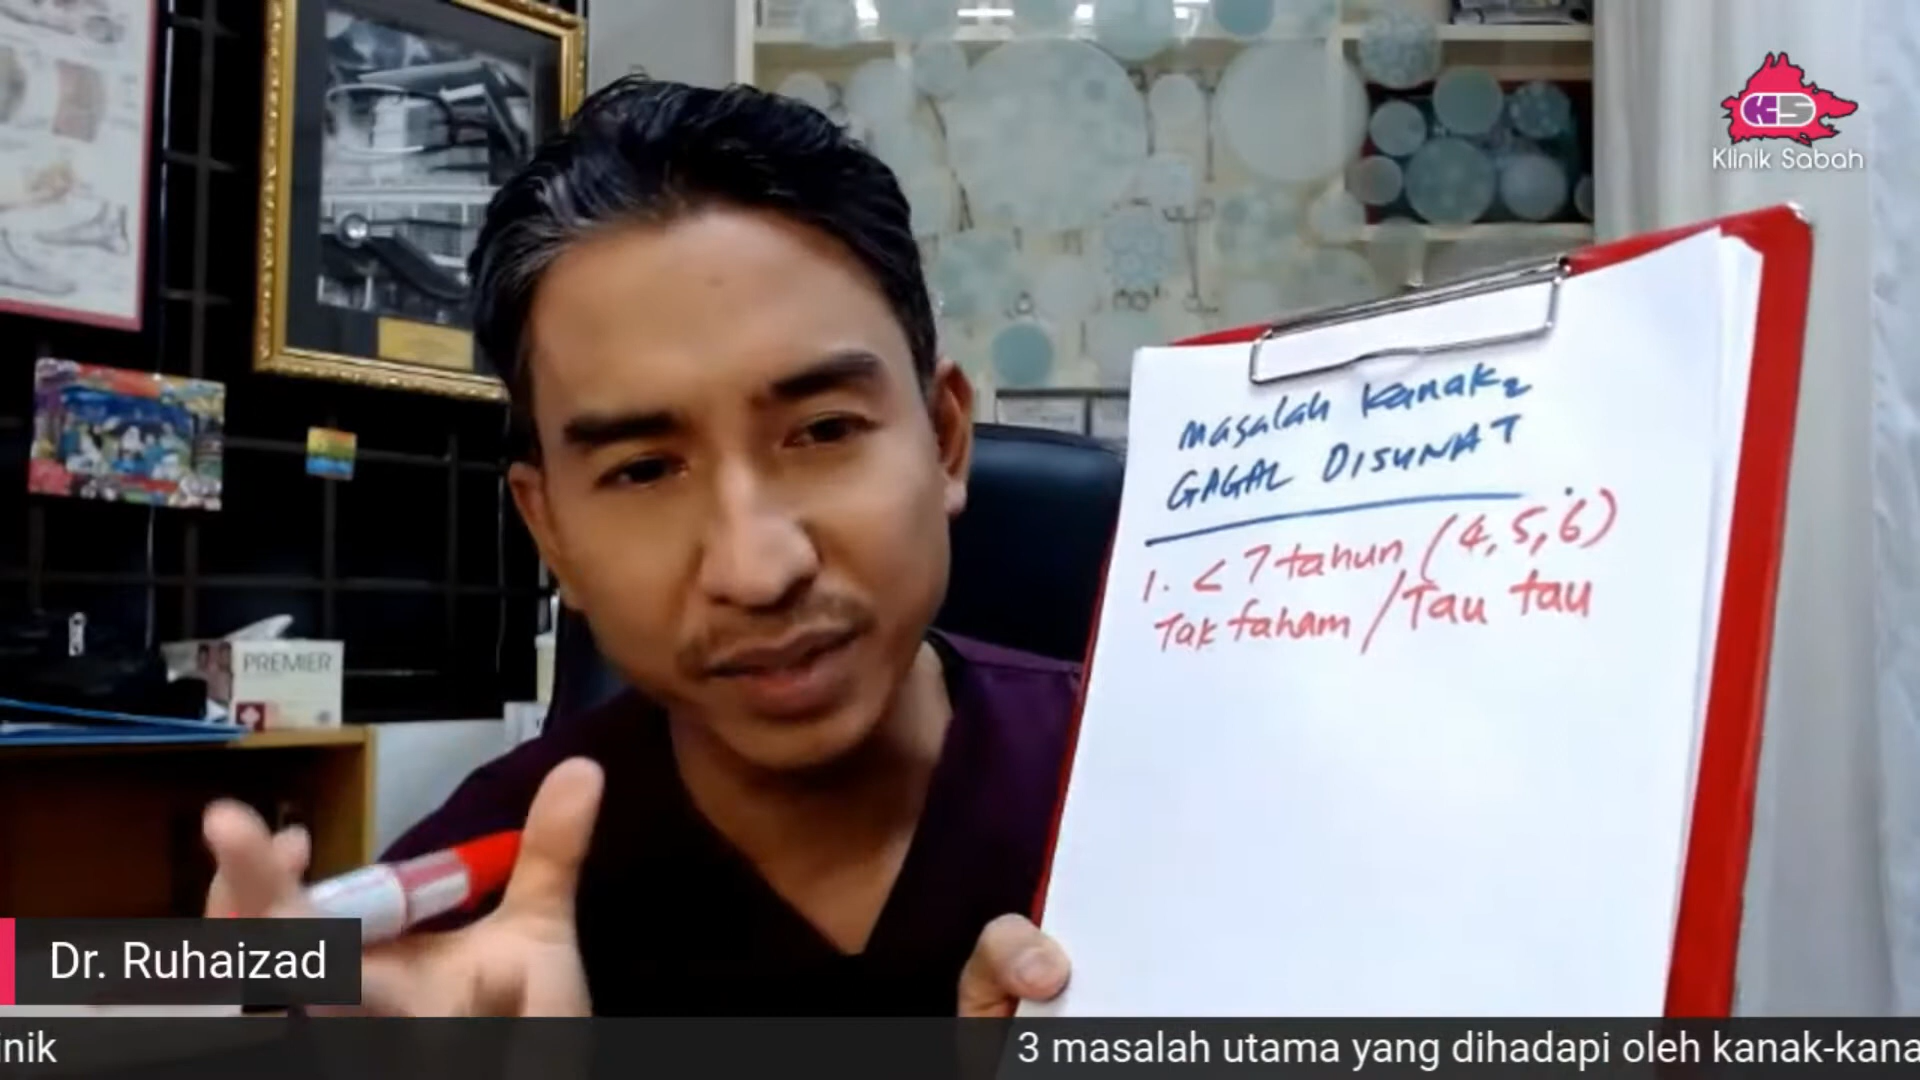 KS
Klinik Sabah
Masalah kanak2
GAGAL DISUNAT
1. < 7 tahun (4,5,6)
Tak faham / Tau tau
PREMIER
Dr. Ruhaizad
inik
3 masalah utama yang dihadapi oleh kanak-kana